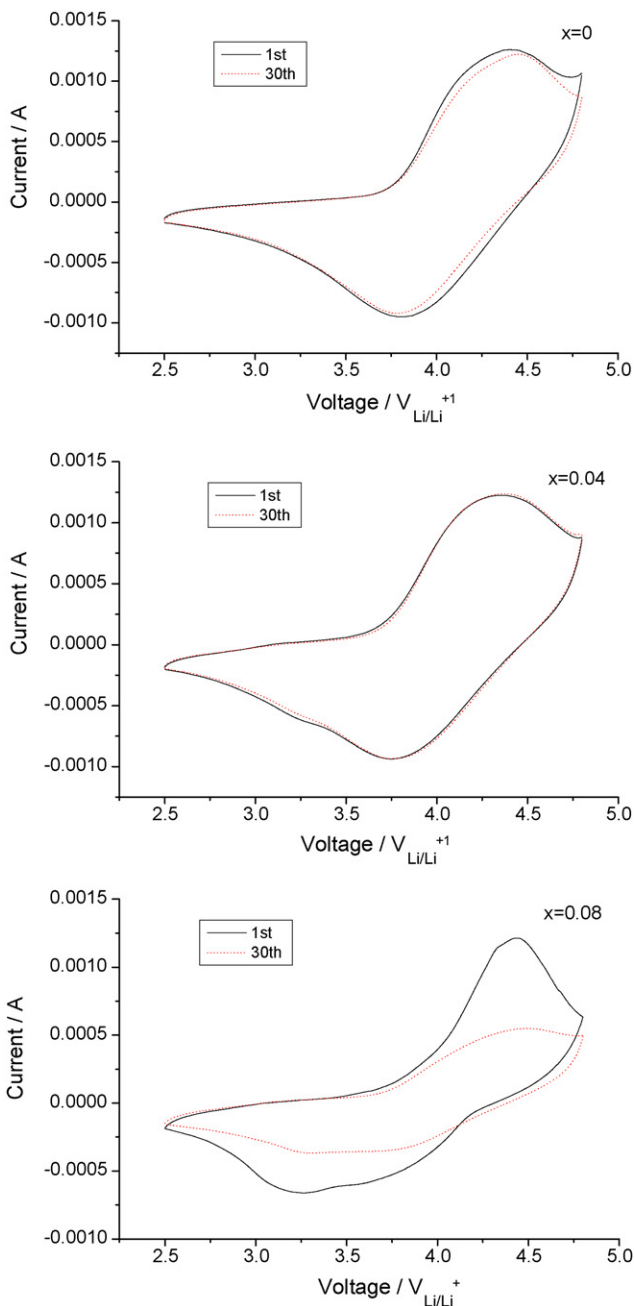 x=0
1st
30th
0.0015
0.0010
0.0005
0.0000
-0.0005
-0.0010
Current / A
2.5 3.0 3.5 4.0 4.5 5.0
Voltage / V Li/Li +1
x=0.04
1st
30th
0.0015
0.0010
0.0005
0.0000
-0.0005
-0.0010
Current / A
2.5 3.0 3.5 4.0 4.5 5.0
Voltage / V Li/Li +1
x=0.08
1st
30th
0.0015
0.0010
0.0005
0.0000
-0.0005
-0.0010
Current / A
2.5 3.0 3.5 4.0 4.5 5.0
Voltage / V Li/Li +